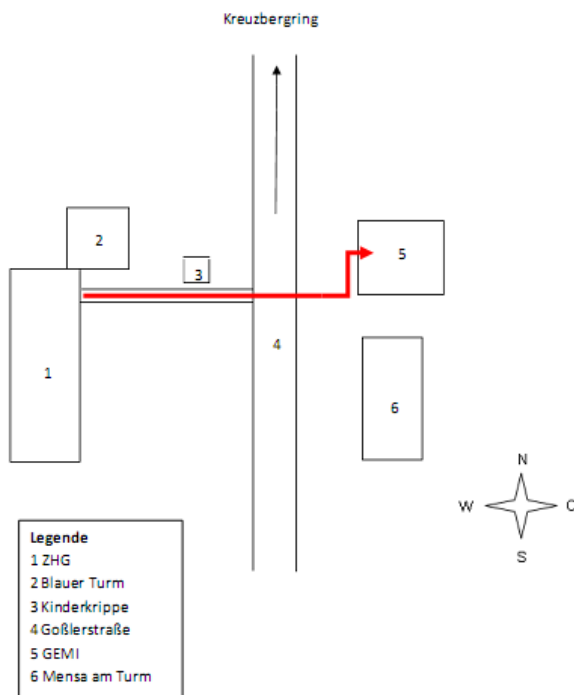 Kreuzbergring
2
5
3
4
1
6
N
W O
S
Legende
1 ZHG
2 Blauer Turm
3 Kinderkrippe
4 Goßlerstraße
5 GEMI
6 Mensa am Turm